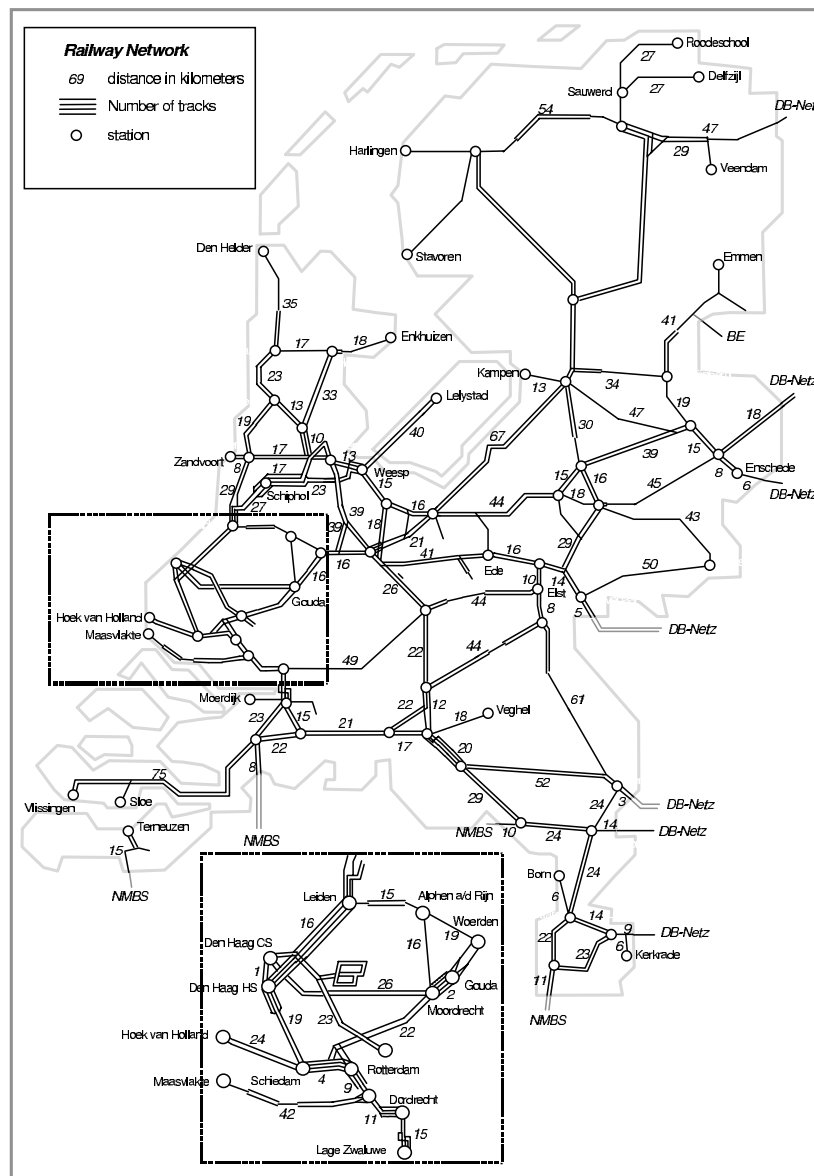 Railway Network
69 distance in kilometers
Number of tracks
station
Roodeschool
27
Delfzijl
27
Sauwerd
DB-Netz
54
47
29
Harlingen
Veendam
Stavoren
Den Helder
Emmen
35
41
BE
17
18
Enkhuizen
Kampen
13
34
DB-Netz
23
33
Lelystad
47
19
18
13
40
30
19
67
15
10
39
Zandvoort
17
13
8
Weesp
15
16
8
Enschede
17
6
DB-Netz
29
Schiphol
23
15
18
45
27
16
44
39
18
43
39
21
29
16
16
41
16
50
Ede
14
26
10
Gouda
44
Elst
5
8
Hoek van Holland
DB-Netz
Maasvlakte
44
49
22
61
Moerdijk
22
12
18
Veghel
23
15
21
22
17
20
8
52
75
29
24
3
DB-Netz
Vlissingen
Sloe
Terneuzen
NMBS
10
24
14
DB-Netz
15
NMBS
NMBS
24
Born
Leiden
15
Alphen a/d Rijn
6
16
Woerden
14
9
DB-Netz
Den Haag CS
19
22
6
16
23
Kerkrade
1
26
Gouda
11
Den Haag HS
2
Moordrecht
19
23
22
NMBS
Hoek van Holland
24
Rotterdam
Schiedam
4
Maasvlakte
9
42
Dordrecht
11
15
Lage Zwaluwe